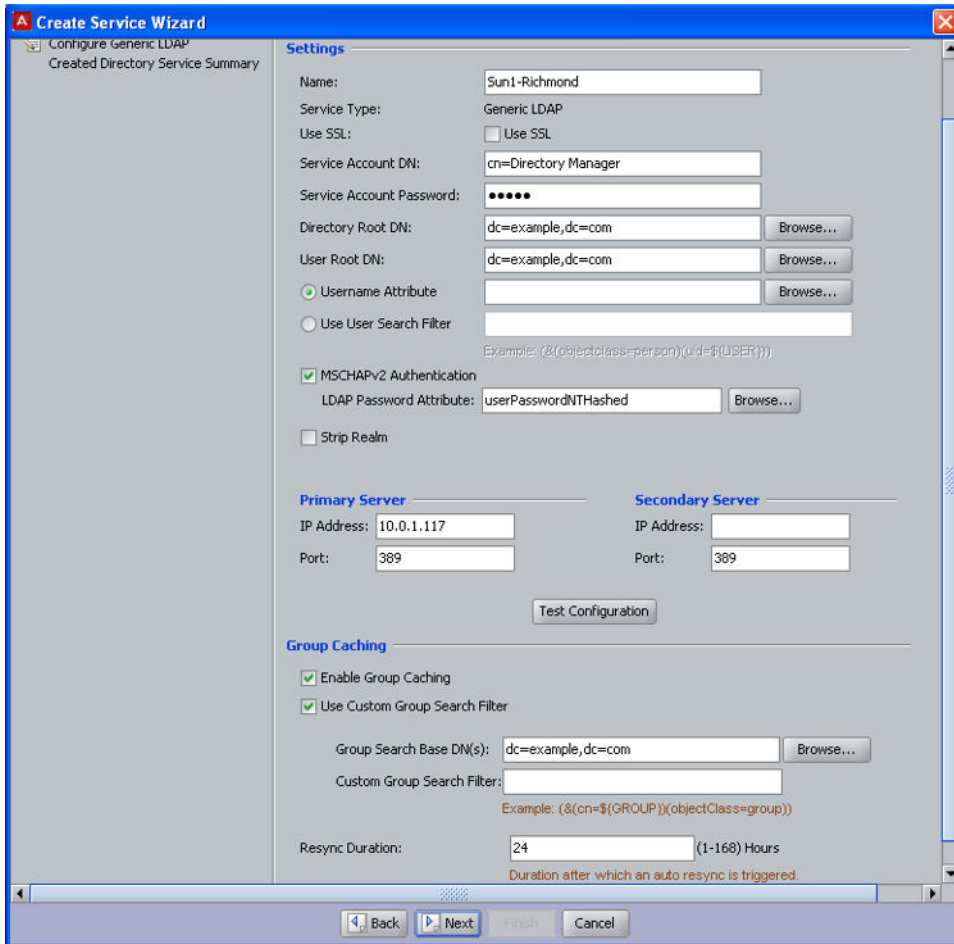 Create Service Wizard
Configure Generic LDAP
Created Directory Service Summary
Settings
Name: Sun1-Richmond
Service Type: Generic LDAP
Use SSL: Use SSL
Service Account DN: cn=Directory Manager
Service Account Password: •••••
Directory Root DN: dc=example,dc=com Browse...
User Root DN: dc=example,dc=com Browse...
Username Attribute Browse...
Use User Search Filter
Example: (&(objectclass=person)(uid=${USER}))
MSCHAPv2 Authentication
LDAP Password Attribute: userPasswordNTHashed Browse...
Strip Realm
Primary Server Secondary Server
IP Address: 10.0.1.117 IP Address:
Port: 389 Port: 389
Test Configuration
Group Caching
Enable Group Caching
Use Custom Group Search Filter
Group Search Base DN(s): dc=example,dc=com Browse...
Custom Group Search Filter:
Example: (&(cn=${GROUP})(objectClass=group))
Resync Duration: 24 (1-168) Hours
Duration after which an auto resync is triggered.
Back Next Finish Cancel